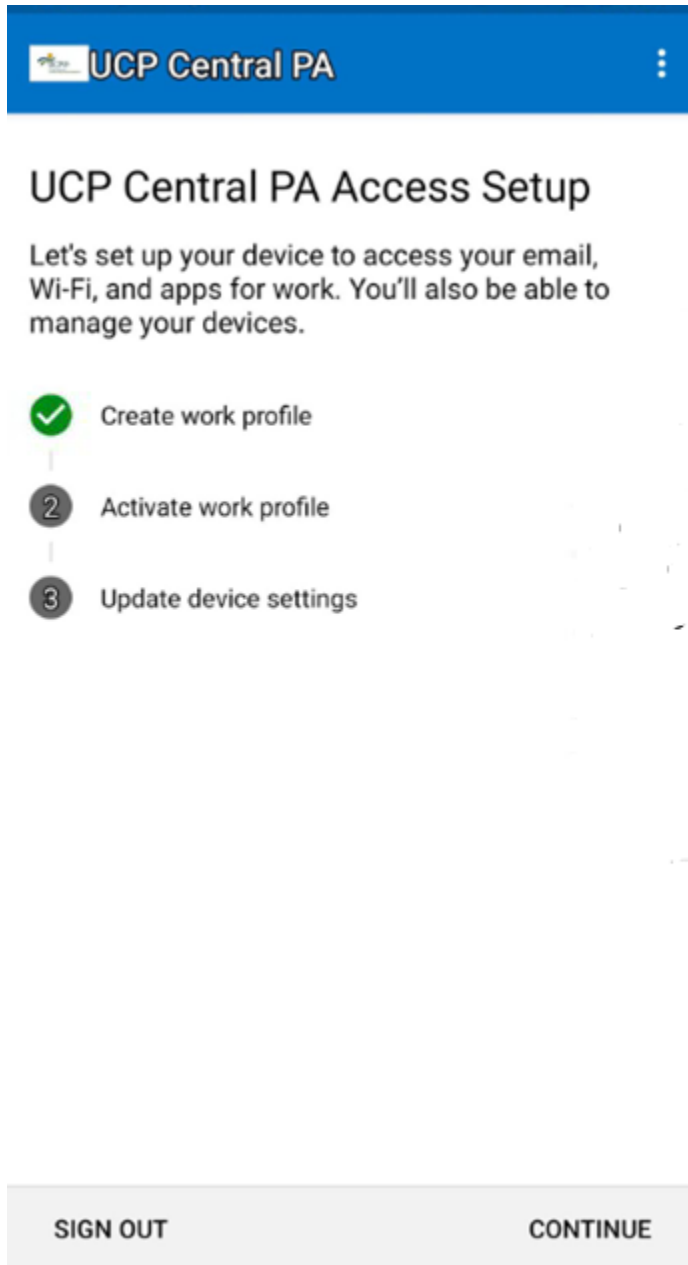 UCP Central PA
UCP Central PA Access Setup
Let's set up your device to access your email,
Wi-Fi, and apps for work. You'll also be able to
manage your devices.
Create work profile
2 Activate work profile
3 Update device settings
SIGN OUT CONTINUE